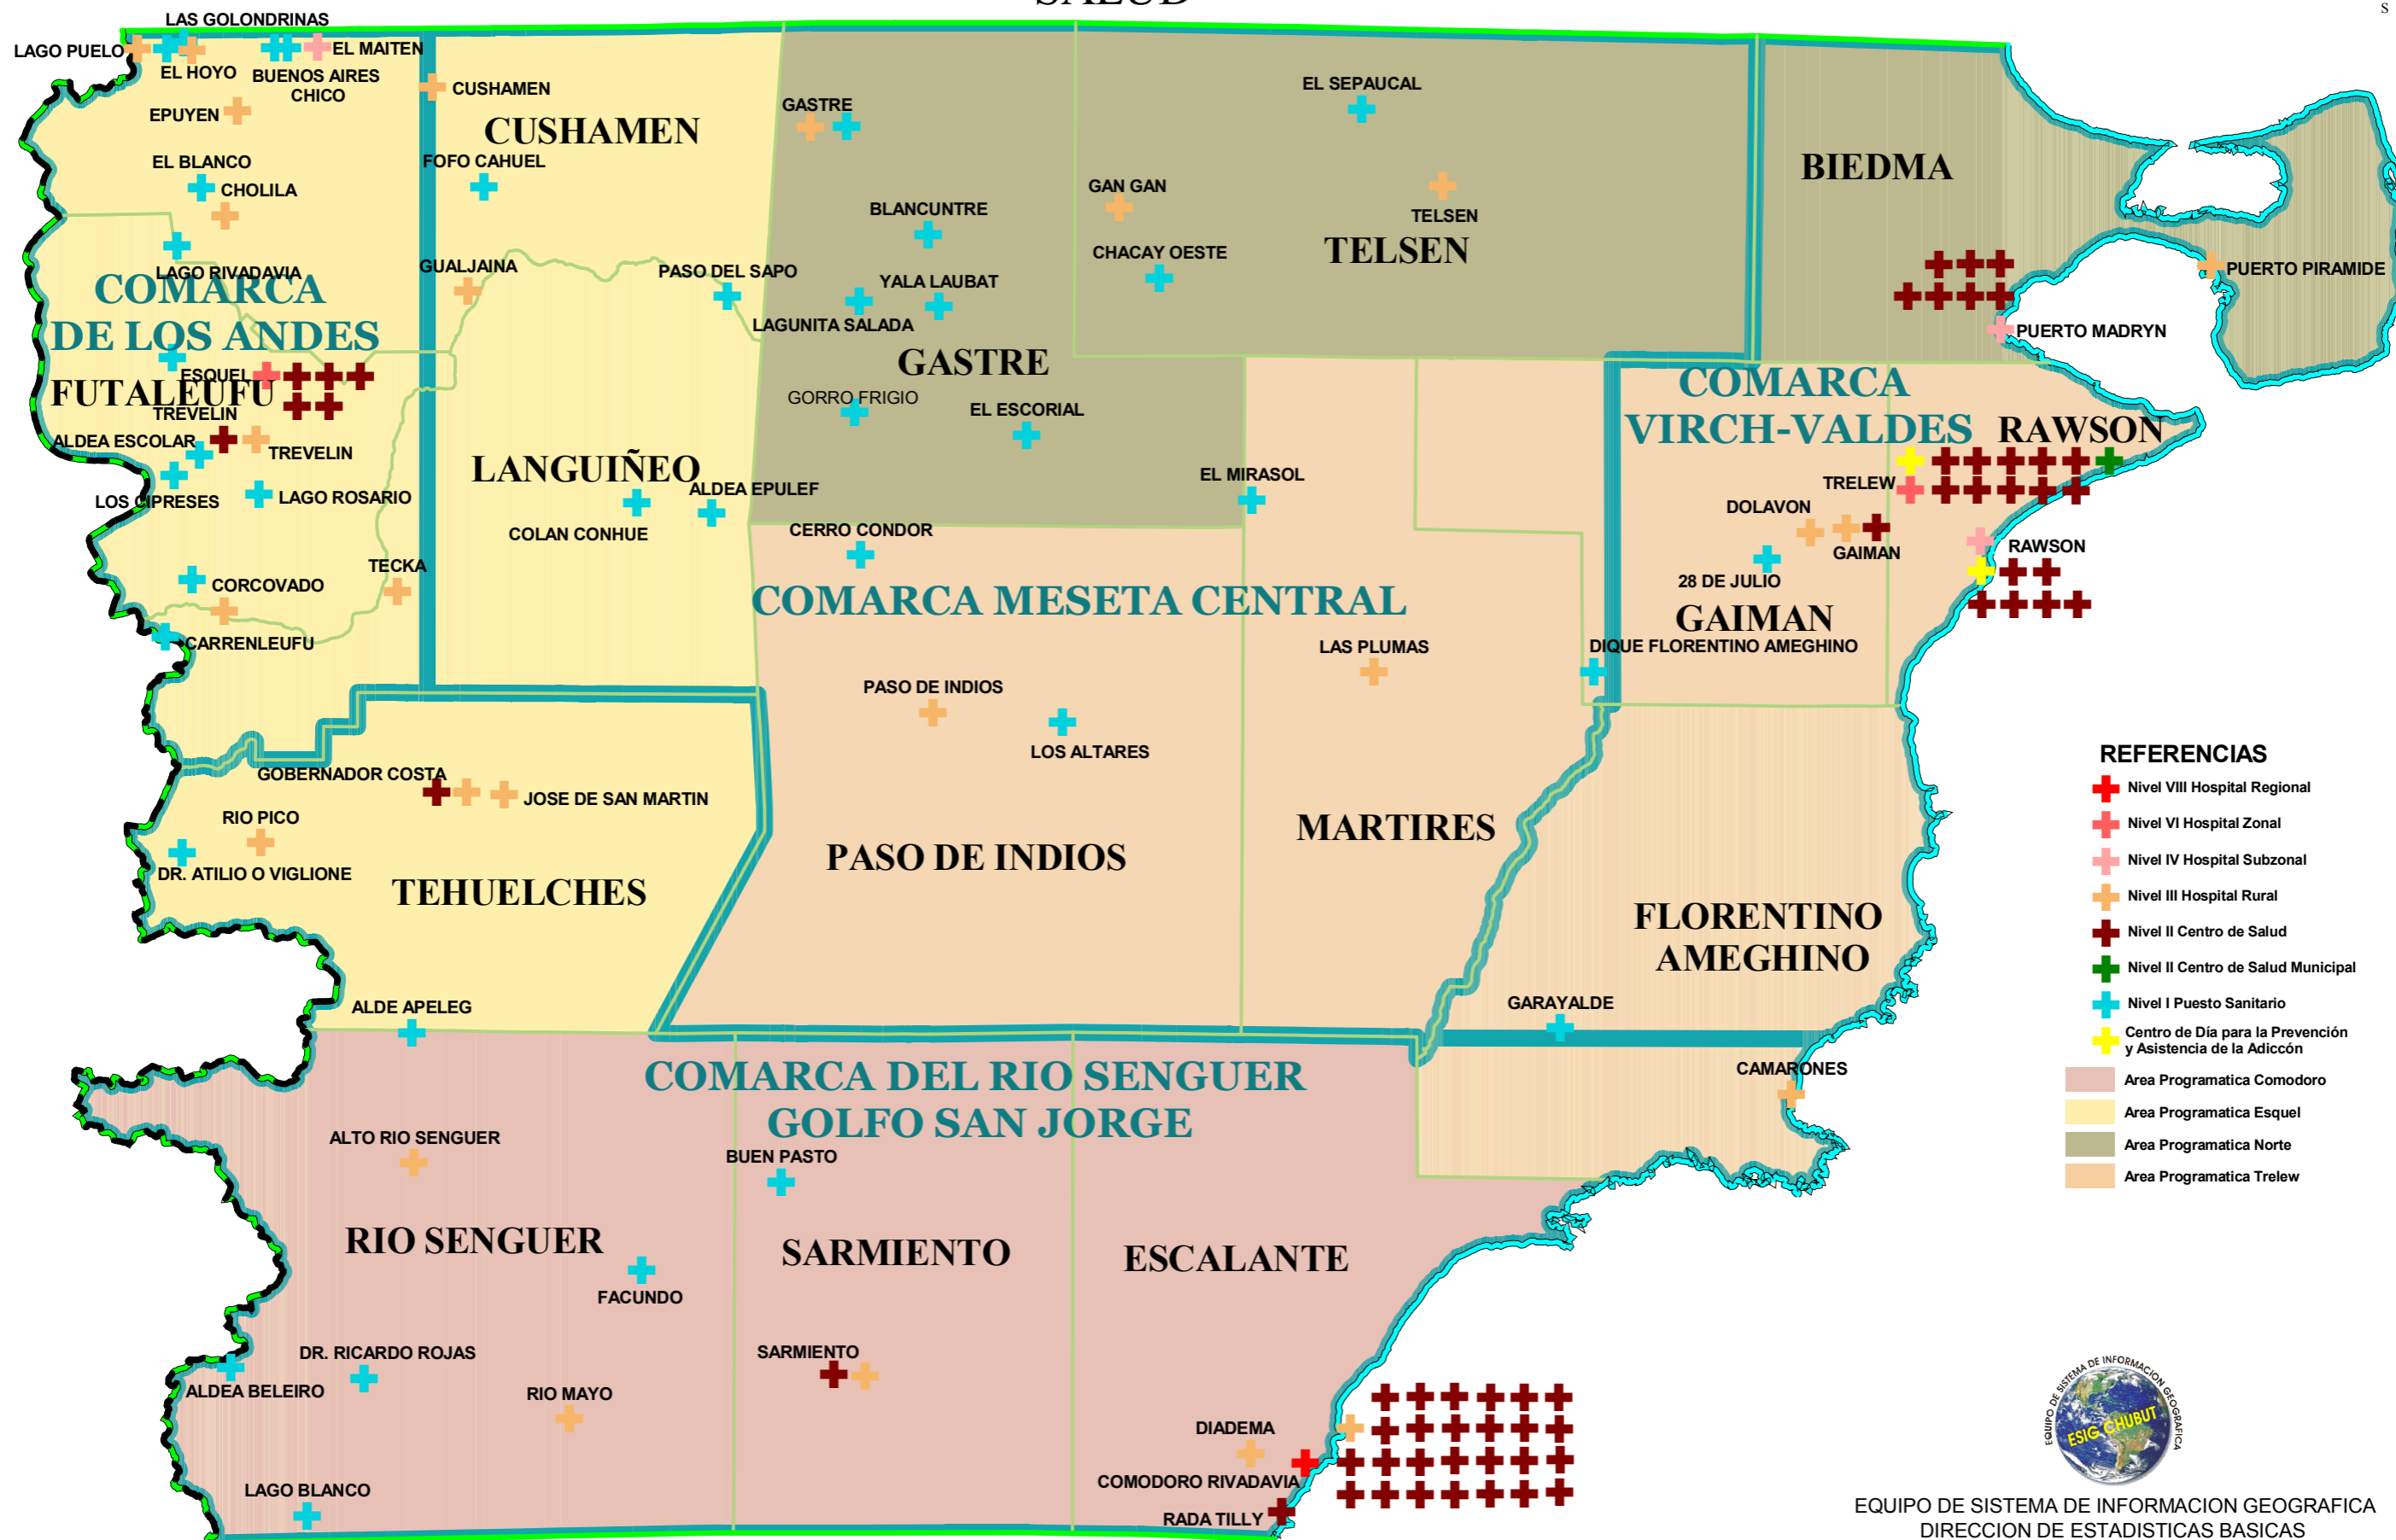 SALUD
S
LAS GOLONDRINAS
LAGO PUELO
EL HOYO
BUENOS AIRES
CHICO
EL MAITEN
EPUYEN
CUSHAMEN
CUSHAMEN
GASTRE
EL SEPAUCAL
BIEDMA
EL BLANCO
CHOLILA
FOFO CAHUEL
BLANCUNTRE
GAN GAN
TELSEN
TELSEN
CHACAY OESTE
LAGO RIVADAVIA
GUALJAINA
PASO DEL SAPO
YALA LAUBAT
LAGUNITA SALADA
PUERTO PIRAMIDE
PUERTO MADRYN
COMARCA
DE LOS ANDES
GASTRE
ESQUEL
FUTALEUFU
GORRO FRIGIO
EL ESCORIAL
COMARCA
VIRCH-VALDES
RAWSON
TREVELIN
ALDEA ESCOLAR
TREVELIN
LOS CIPRESES
LAGO ROSARIO
LANGUIÑEO
ALDEA EPULEF
COLAN CONHUE
EL MIRASOL
TRELEW
DOLAVON
GAIMAN
RAWSON
28 DE JULIO
GAIMAN
CERRO CONDOR
COMARCA MESETA CENTRAL
TECKA
CORCOVADO
CARRENLEUFU
LAS PLUMAS
DIQUE FLORENTINO AMEGHINO
PASO DE INDIOS
LOS ALTARES
GOBERNADOR COSTA
JOSE DE SAN MARTIN
RIO PICO
DR. ATILIO O VIGLIONE
TEHUELCHES
PASO DE INDIOS
MARTIRES
FLORENTINO
AMEGHINO
GARAYALDE
ALDE APELEG
CAMARONES
COMARCA DEL RIO SENGUER
GOLFO SAN JORGE
ALTO RIO SENGUER
BUEN PASTO
RIO SENGUER
SARMIENTO
ESCALANTE
FACUNDO
DR. RICARDO ROJAS
ALDEA BELEIRO
RIO MAYO
SARMIENTO
LAGO BLANCO
DIADEMA
COMODORO RIVADAVIA
RADA TILLY
REFERENCIAS
Nivel VIII Hospital Regional
Nivel VI Hospital Zonal
Nivel IV Hospital Subzonal
Nivel III Hospital Rural
Nivel II Centro de Salud
Nivel II Centro de Salud Municipal
Nivel I Puesto Sanitario
Centro de Día para la Prevención
y Asistencia de la Adiccón
Area Programatica Comodoro
Area Programatica Esquel
Area Programatica Norte
Area Programatica Trelew
EQUIPO DE SISTEMA DE INFORMACION GEOGRAFICA
ESIG CHUBUT
EQUIPO DE SISTEMA DE INFORMACION GEOGRAFICA
DIRECCION DE ESTADISTICAS BASICAS